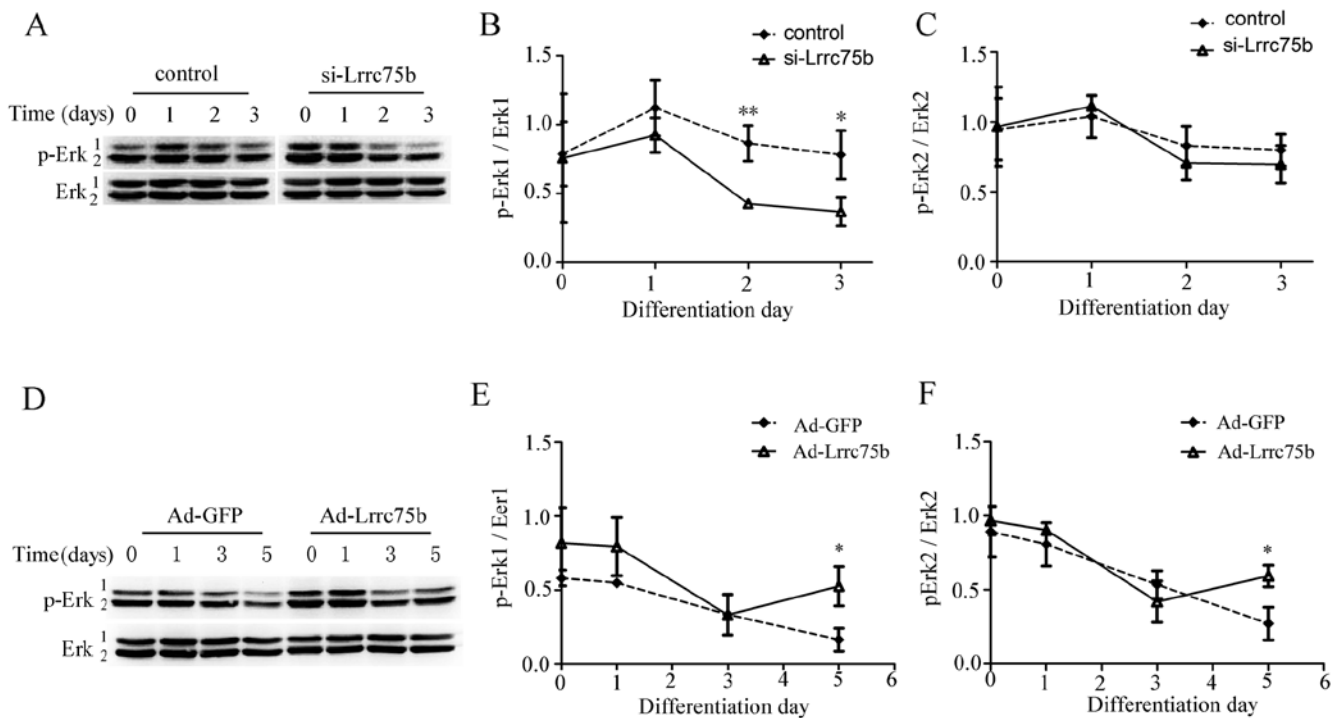 A
control
si-Lrrc75b
Time (days) 0 1 2 3 0 1 2 3
p-Erk 1
2
Erk 1
2
B
control
si-Lrrc75b
p-Erk1 / Erk1
1.5
1.0
0.5
0.0
** *
0 1 2 3
Differentiation day
C
control
si-Lrrc75b
p-Erk2 / Erk2
1.5
1.0
0.5
0.0
0 1 2 3
Differentiation day
D
Ad-GFP
Ad-Lrrc75b
Time(days) 0 1 3 5 0 1 3 5
p-Erk 1
2
Erk 1
2
E
Ad-GFP
Ad-Lrrc75b
p-Erk1 / Eer1
1.5
1.0
0.5
0.0
*
0 1 2 3 4 5 6
Differentiation day
F
Ad-GFP
Ad-Lrrc75b
pErk2 / Erk2
1.5
1.0
0.5
0.0
*
0 1 2 3 4 5 6
Differentiation day